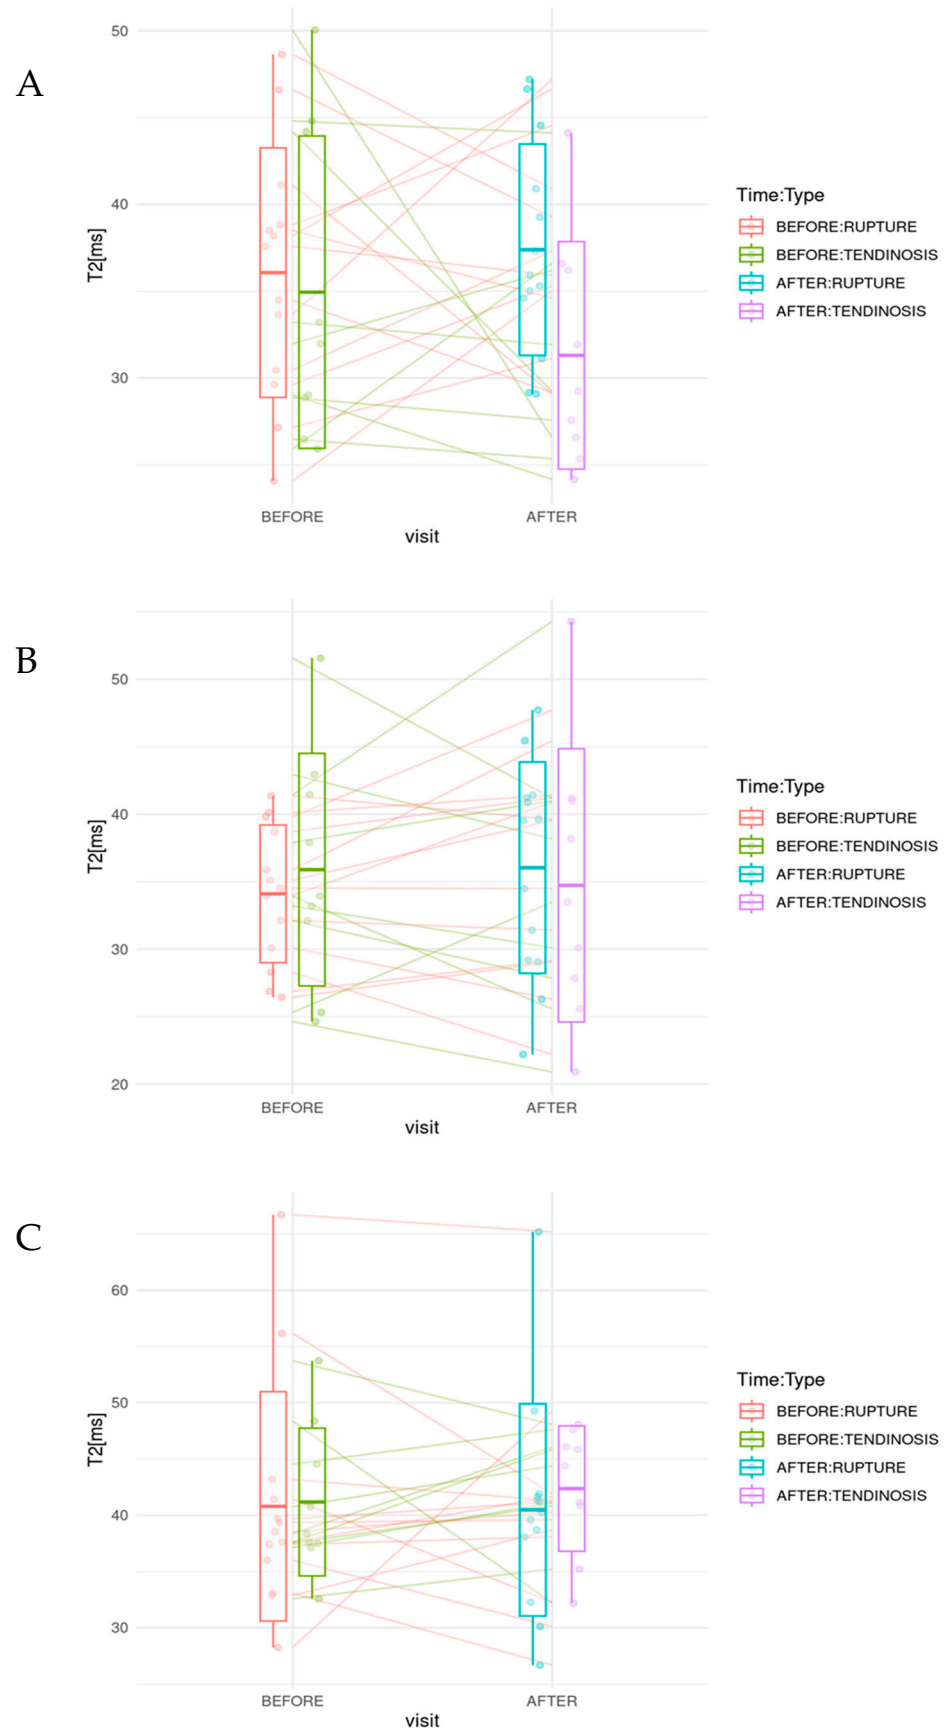 A
50
40
30
T2[ms]
BEFORE
AFTER
visit
Time:Type
BEFORE:RUPTURE
BEFORE:TENDINOSIS
AFTER:RUPTURE
AFTER:TENDINOSIS
B
50
40
30
20
T2[ms]
BEFORE
AFTER
visit
Time:Type
BEFORE:RUPTURE
BEFORE:TENDINOSIS
AFTER:RUPTURE
AFTER:TENDINOSIS
C
60
50
40
30
T2[ms]
BEFORE
AFTER
visit
Time:Type
BEFORE:RUPTURE
BEFORE:TENDINOSIS
AFTER:RUPTURE
AFTER:TENDINOSIS